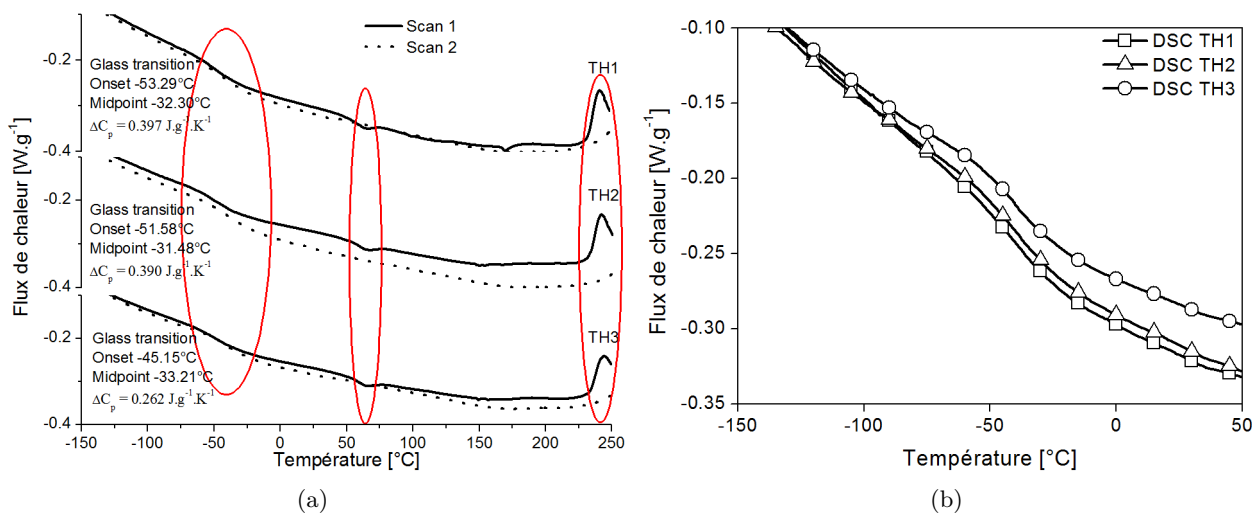 Scan 1
Scan 2
-0.2
Glass transition
Onset -53.29°C
Midpoint -32.30°C
ΔCp = 0.397 J.g-1.K-1
TH1
-0.4
-0.2
Glass transition
Onset -51.58°C
Midpoint -31.48°C
ΔCp = 0.390 J.g-1.K-1
TH2
-0.4
-0.2
Glass transition
Onset -45.15°C
Midpoint -33.21°C
ΔCp = 0.262 J.g-1.K-1
TH3
-0.4
-150 -100 -50 0 50 100 150 200 250
Flux de chaleur [W.g-1]
Température [°C]
(a)
-0.10
-0.15
-0.20
-0.25
-0.30
-0.35
DSC TH1
DSC TH2
DSC TH3
-150 -100 -50 0 50
Flux de chaleur [W.g-1]
Température [°C]
(b)